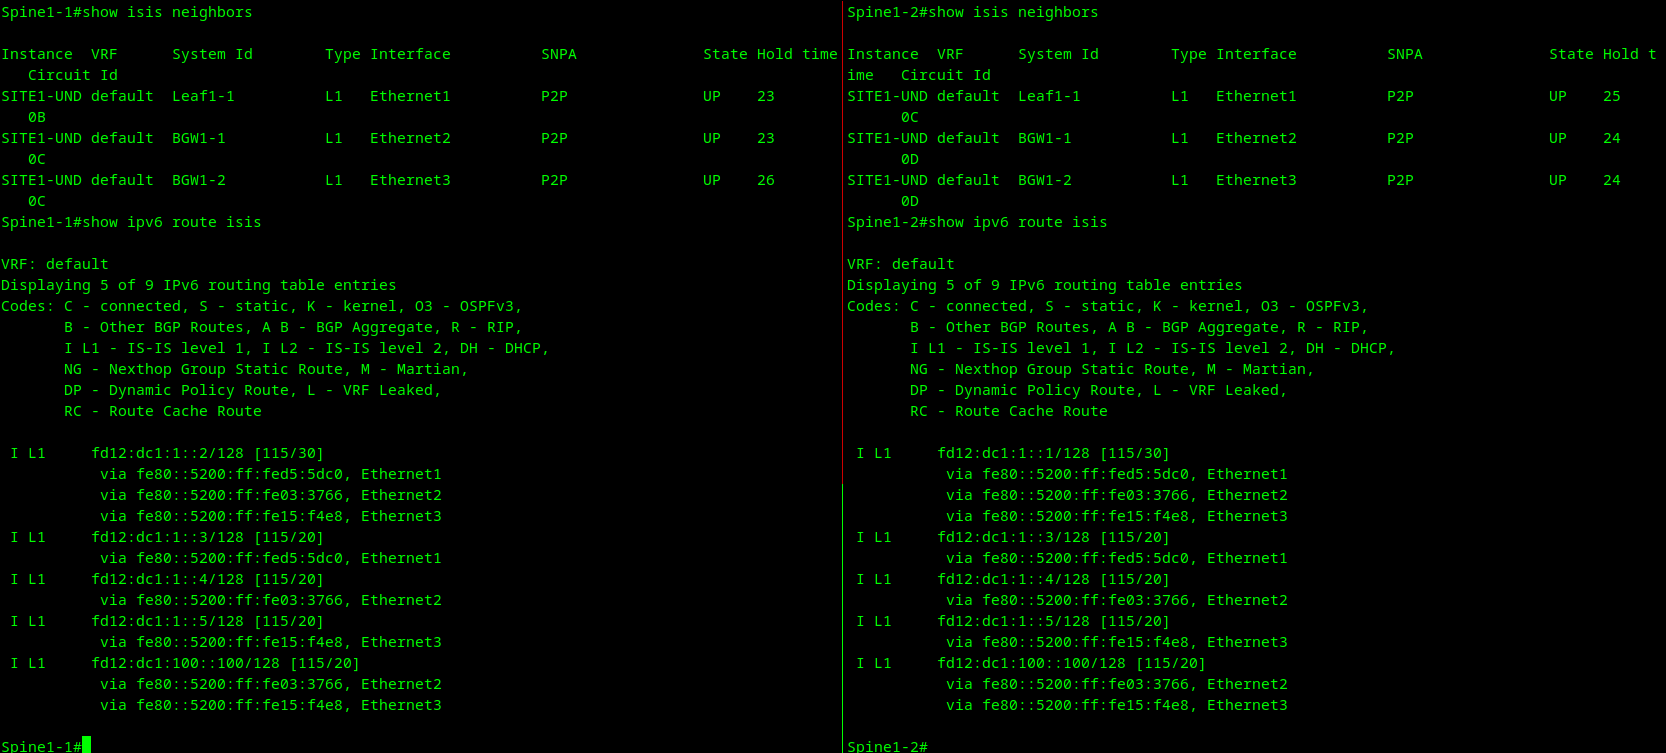 Spine1-1#show isis neighbors

Instance  VRF      System Id        Type Interface          SNPA              State Hold time
   Circuit Id
SITE1-UND default  Leaf1-1          L1   Ethernet1          P2P               UP    23
   0B
SITE1-UND default  BGW1-1           L1   Ethernet2          P2P               UP    23
   0C
SITE1-UND default  BGW1-2           L1   Ethernet3          P2P               UP    26
   0C
Spine1-1#show ipv6 route isis

VRF: default
Displaying 5 of 9 IPv6 routing table entries
Codes: C - connected, S - static, K - kernel, O3 - OSPFv3,
       B - Other BGP Routes, A B - BGP Aggregate, R - RIP,
       I L1 - IS-IS level 1, I L2 - IS-IS level 2, DH - DHCP,
       NG - Nexthop Group Static Route, M - Martian,
       DP - Dynamic Policy Route, L - VRF Leaked,
       RC - Route Cache Route

 I L1     fd12:dc1:1::2/128 [115/30]
           via fe80::5200:ff:fed5:5dc0, Ethernet1
           via fe80::5200:ff:fe03:3766, Ethernet2
           via fe80::5200:ff:fe15:f4e8, Ethernet3
 I L1     fd12:dc1:1::3/128 [115/20]
           via fe80::5200:ff:fed5:5dc0, Ethernet1
 I L1     fd12:dc1:1::4/128 [115/20]
           via fe80::5200:ff:fe03:3766, Ethernet2
 I L1     fd12:dc1:1::5/128 [115/20]
           via fe80::5200:ff:fe15:f4e8, Ethernet3
 I L1     fd12:dc1:100::100/128 [115/20]
           via fe80::5200:ff:fe03:3766, Ethernet2
           via fe80::5200:ff:fe15:f4e8, Ethernet3

Spine1-1#
Spine1-2#show isis neighbors

Instance  VRF      System Id        Type Interface          SNPA              State Hold t
ime   Circuit Id
SITE1-UND default  Leaf1-1          L1   Ethernet1          P2P               UP    25
      0C
SITE1-UND default  BGW1-1           L1   Ethernet2          P2P               UP    24
      0D
SITE1-UND default  BGW1-2           L1   Ethernet3          P2P               UP    24
      0D
Spine1-2#show ipv6 route isis

VRF: default
Displaying 5 of 9 IPv6 routing table entries
Codes: C - connected, S - static, K - kernel, O3 - OSPFv3,
       B - Other BGP Routes, A B - BGP Aggregate, R - RIP,
       I L1 - IS-IS level 1, I L2 - IS-IS level 2, DH - DHCP,
       NG - Nexthop Group Static Route, M - Martian,
       DP - Dynamic Policy Route, L - VRF Leaked,
       RC - Route Cache Route

 I L1     fd12:dc1:1::1/128 [115/30]
           via fe80::5200:ff:fed5:5dc0, Ethernet1
           via fe80::5200:ff:fe03:3766, Ethernet2
           via fe80::5200:ff:fe15:f4e8, Ethernet3
 I L1     fd12:dc1:1::3/128 [115/20]
           via fe80::5200:ff:fed5:5dc0, Ethernet1
 I L1     fd12:dc1:1::4/128 [115/20]
           via fe80::5200:ff:fe03:3766, Ethernet2
 I L1     fd12:dc1:1::5/128 [115/20]
           via fe80::5200:ff:fe15:f4e8, Ethernet3
 I L1     fd12:dc1:100::100/128 [115/20]
           via fe80::5200:ff:fe03:3766, Ethernet2
           via fe80::5200:ff:fe15:f4e8, Ethernet3

Spine1-2#